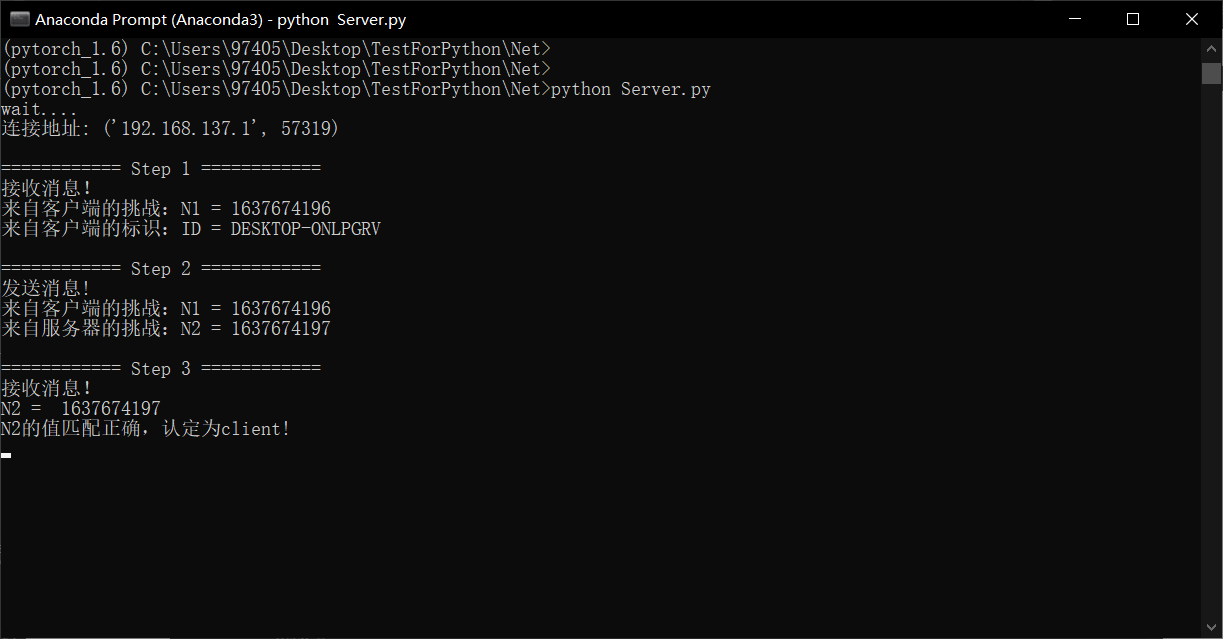 Anaconda Prompt (Anaconda3) - python  Server.py
(pytorch_1.6) C:\Users\97405\Desktop\TestForPython\Net>
(pytorch_1.6) C:\Users\97405\Desktop\TestForPython\Net>
(pytorch_1.6) C:\Users\97405\Desktop\TestForPython\Net>python Server.py
wait....
连接地址: ('192.168.137.1', 57319)
============ Step 1 ============
接收消息!
来自客户端的挑战：N1 = 1637674196
来自客户端的标识：ID = DESKTOP-ONLPGRV
============ Step 2 ============
发送消息!
来自客户端的挑战：N1 = 1637674196
来自服务器的挑战：N2 = 1637674197
============ Step 3 ============
接收消息!
N2 =  1637674197
N2的值匹配正确，认定为client!